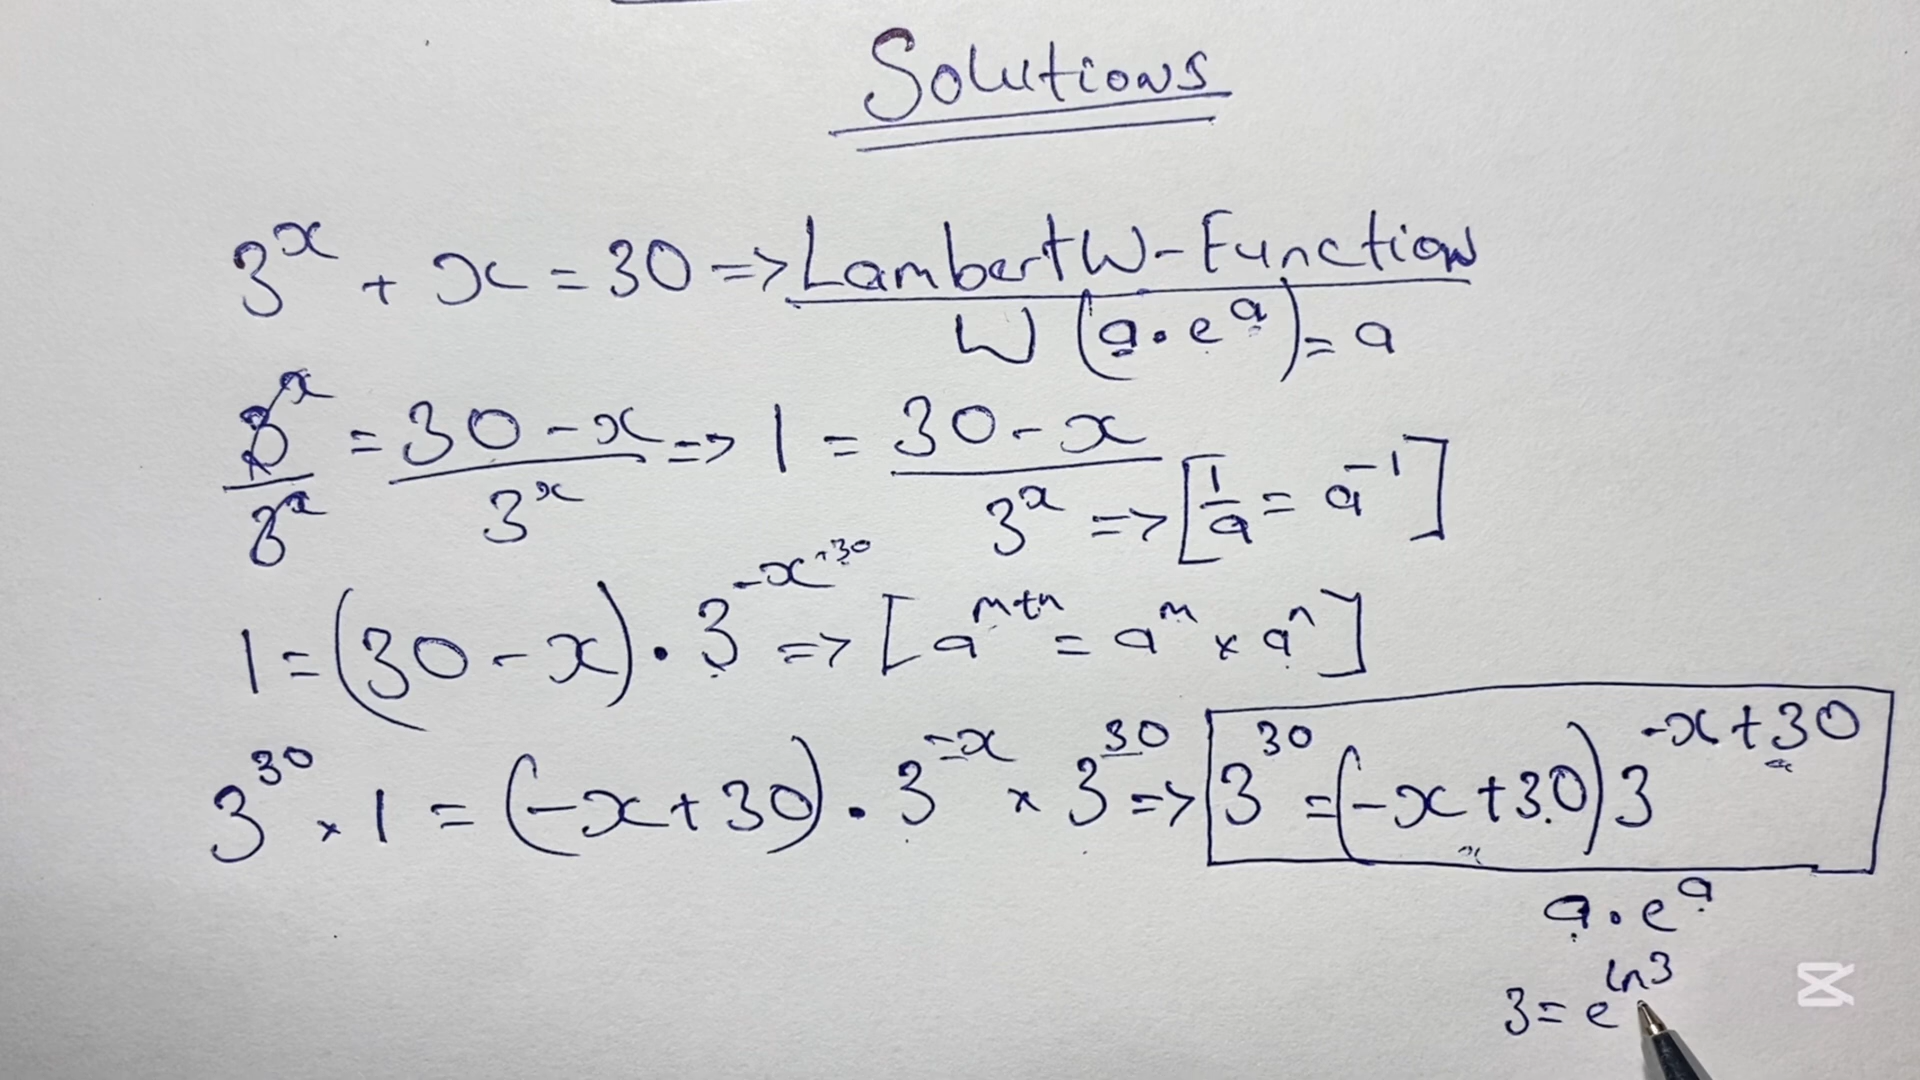 Solutions
3^x + x = 30 => Lambert W-Function
W (a·e^a) = a
3^x/3^x = 30-x/3^x => 1 = 30-x/3^x => [1/a = a^-1]
1 = (30-x)·3^-x+30 => [a^m+n = a^m × a^n]
3^30 × 1 = (-x+30)·3^-x × 3^30 => 3^30 = (-x+30)3^-x+30
a·e^a
3 = e^ln3